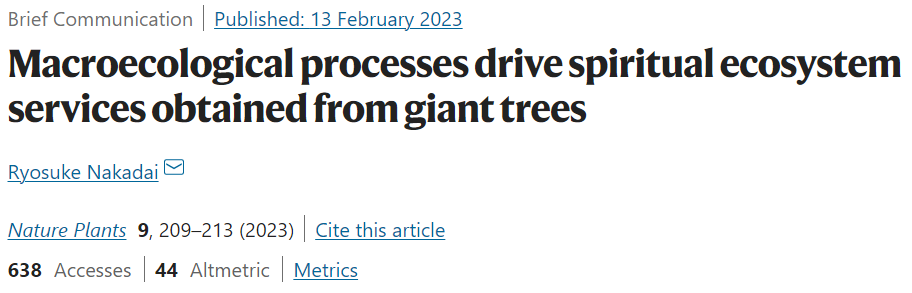 Brief Communication | Published: 13 February 2023
Macroecological processes drive spiritual ecosystem
services obtained from giant trees
Ryosuke Nakadai
Nature Plants 9, 209–213 (2023) | Cite this article
638 Accesses | 44 Altmetric | Metrics